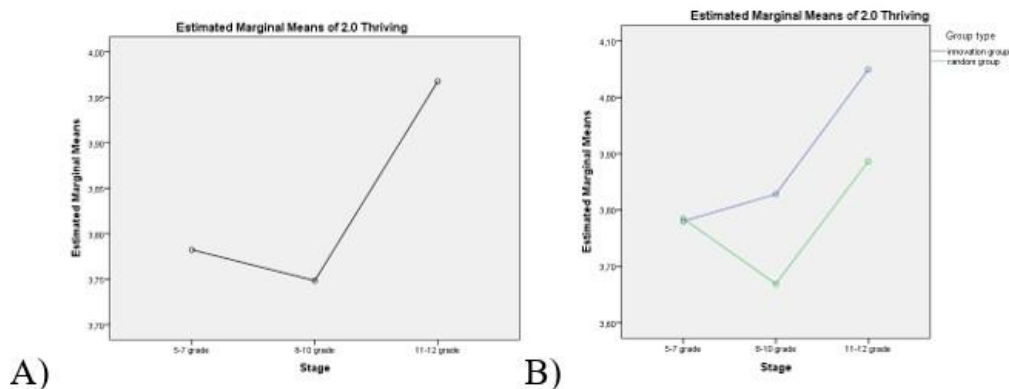 Estimated Marginal Means of 2.0 Thriving
Estimated Marginal Means
4,00
3,95
3,90
3,85
3,80
3,75
3,70
5-7 grade
8-10 grade
11-12 grade
Stage
A)
Estimated Marginal Means of 2.0 Thriving
Group type
innovation group
random group
Estimated Marginal Means
4,10
4,00
3,90
3,80
3,70
3,60
5-7 grade
8-10 grade
11-12 grade
Stage
B)